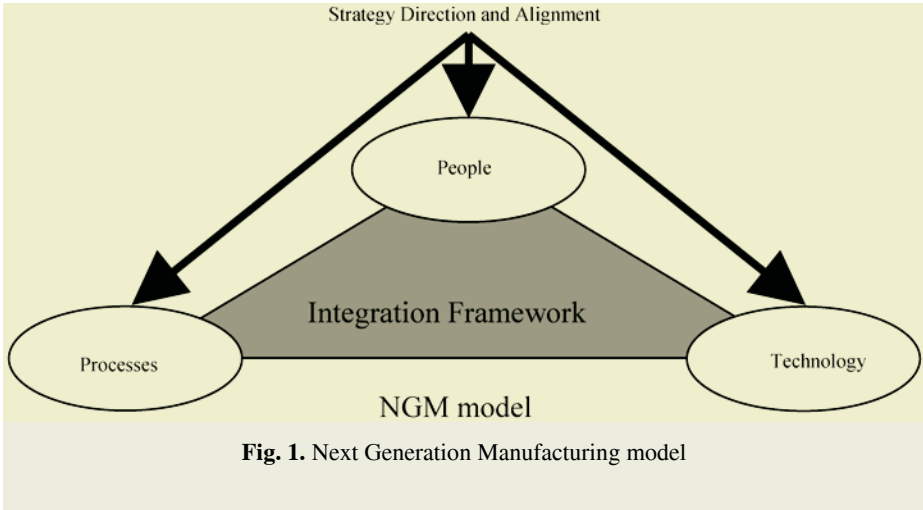 Strategy Direction and Alignment
People
Integration Framework
Processes
Technology
NGM model
Fig. 1. Next Generation Manufacturing model